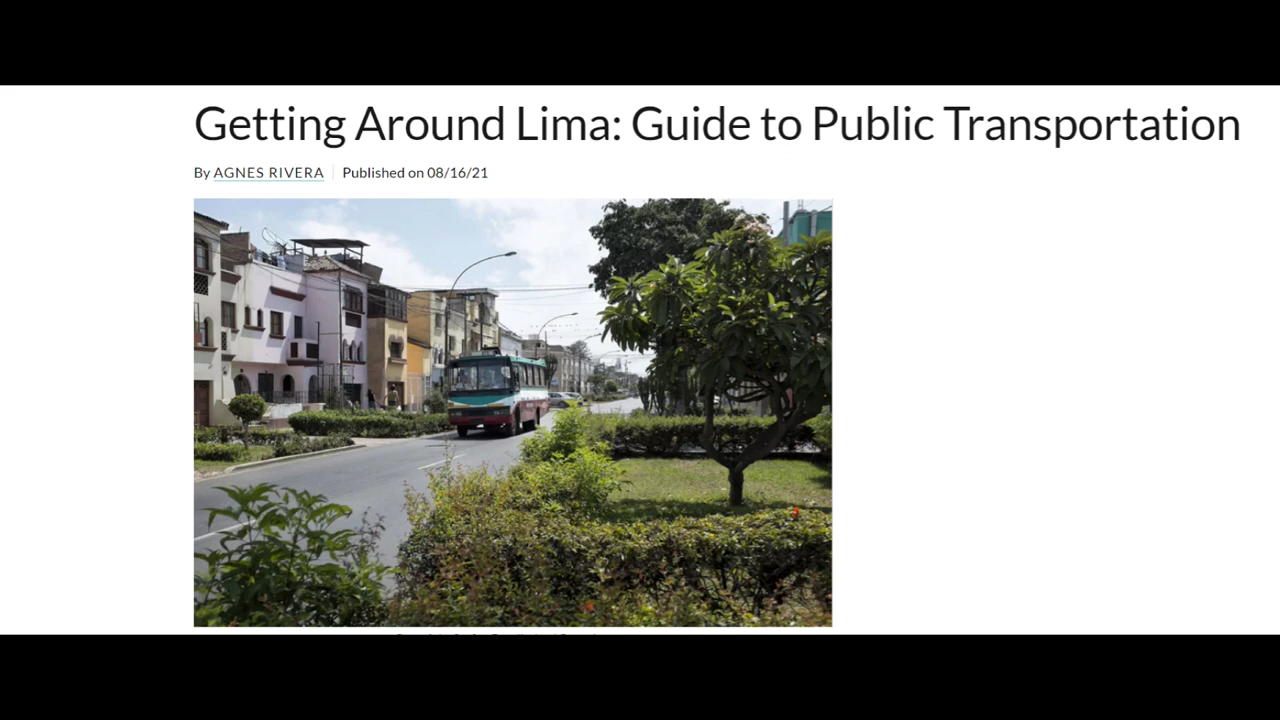 Getting Around Lima: Guide to Public Transportation
By AGNES RIVERA Published on 08/16/21